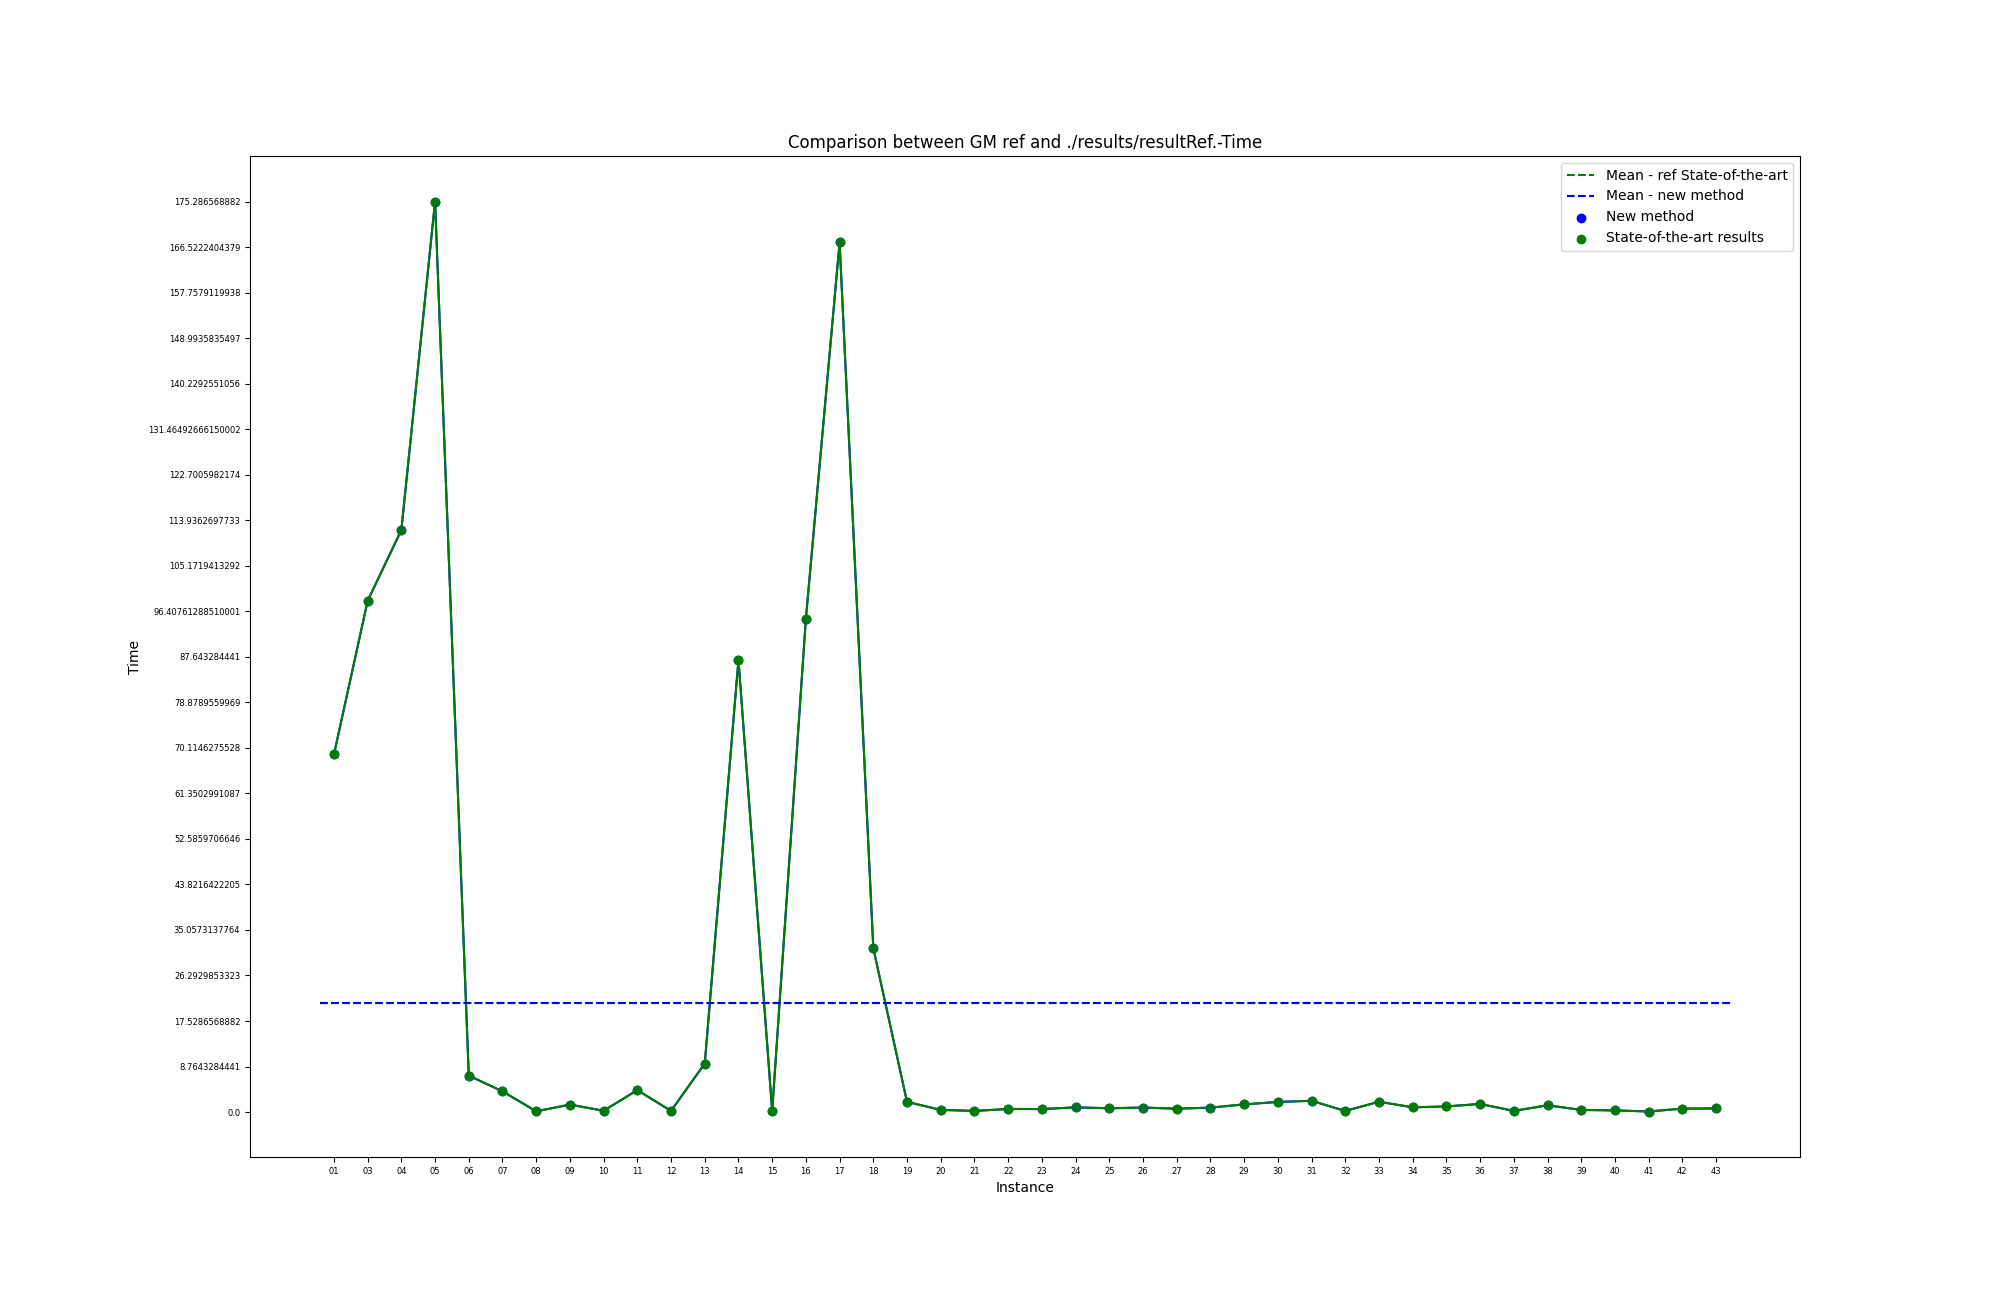 Comparison between GM ref and ./results/resultRef.-Time
Mean - ref State-of-the-art
Mean - new method
New method
State-of-the-art results
175.286568882
166.5222404379
157.7579119938
148.9935835497
140.2292551056
131.46492666150002
122.7005982174
113.9362697733
105.1719413292
96.40761288510001
87.643284441
78.8789559969
70.1146275528
61.3502991087
52.5859706646
43.8216422205
35.0573137764
26.2929853323
17.5286568882
8.7643284441
0.0
Time
01 03 04 05 06 07 08 09 10 11 12 13 14 15 16 17 18 19 20 21 22 23 24 25 26 27 28 29 30 31 32 33 34 35 36 37 38 39 40 41 42 43
Instance